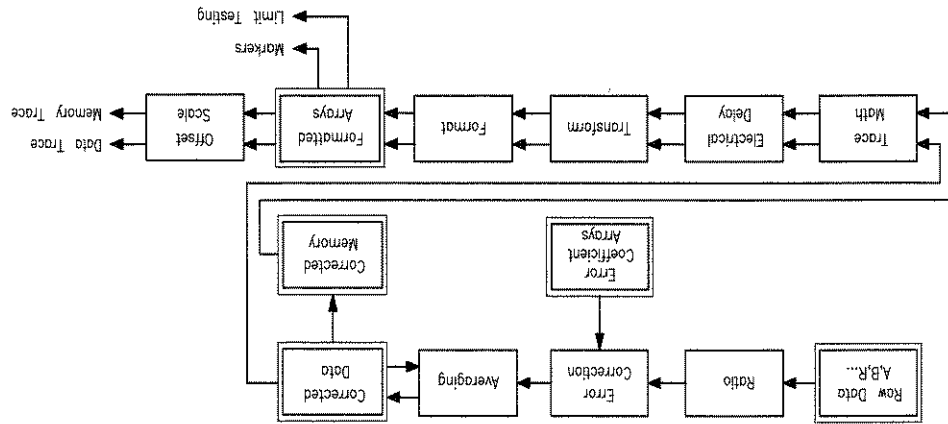 Raw Data
A,B,R...
Ratio
Error
Correction
Averaging
Corrected
Data
Error
Coefficient
Arrays
Corrected
Memory
Trace
Math
Electrical
Delay
Transform
Format
Formatted
Arrays
Offset
Scale
Data Trace
Memory Trace
Markers
Limit Testing